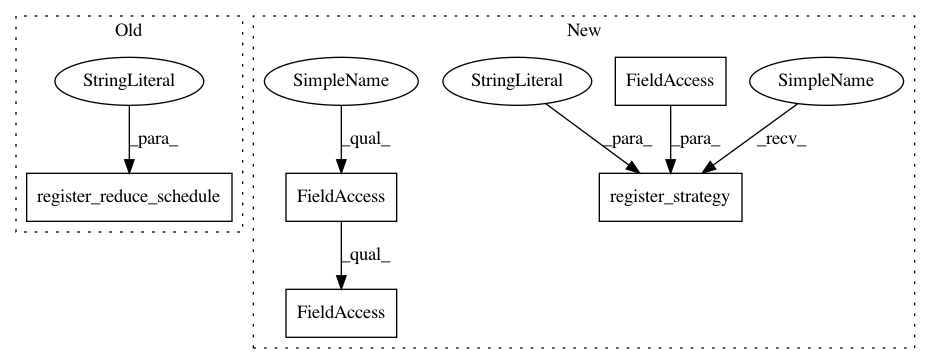 Old
New
StringLiteral
SimpleName
StringLiteral
FieldAccess
SimpleName
_para_
_qual_
_para_
_para_
_recv_
register_reduce_schedule
FieldAccess
register_strategy
_qual_
FieldAccess